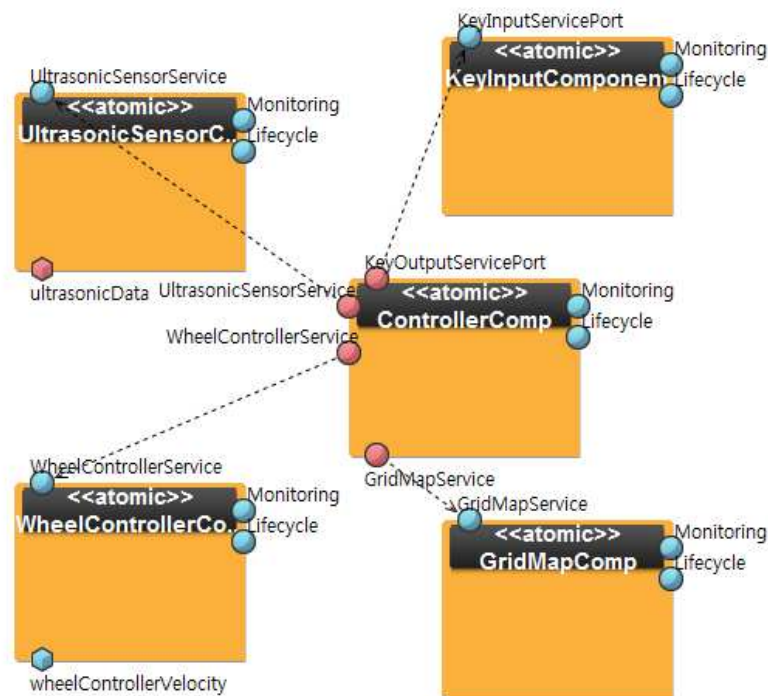 KeyInputServicePort
<<atomic>>
KeyInputComponen
Monitoring
Lifecycle
UltrasonicSensorService
<<atomic>>
UltrasonicSensorC..
Monitoring
Lifecycle
ultrasonicData
KeyOutputServicePort
UltrasonicSensorService
<<atomic>>
ControllerComp
Monitoring
Lifecycle
WheelControllerService
GridMapService
WheelControllerService
<<atomic>>
WheelControllerCo..
Monitoring
Lifecycle
wheelControllerVelocity
GridMapService
<<atomic>>
GridMapComp
Monitoring
Lifecycle